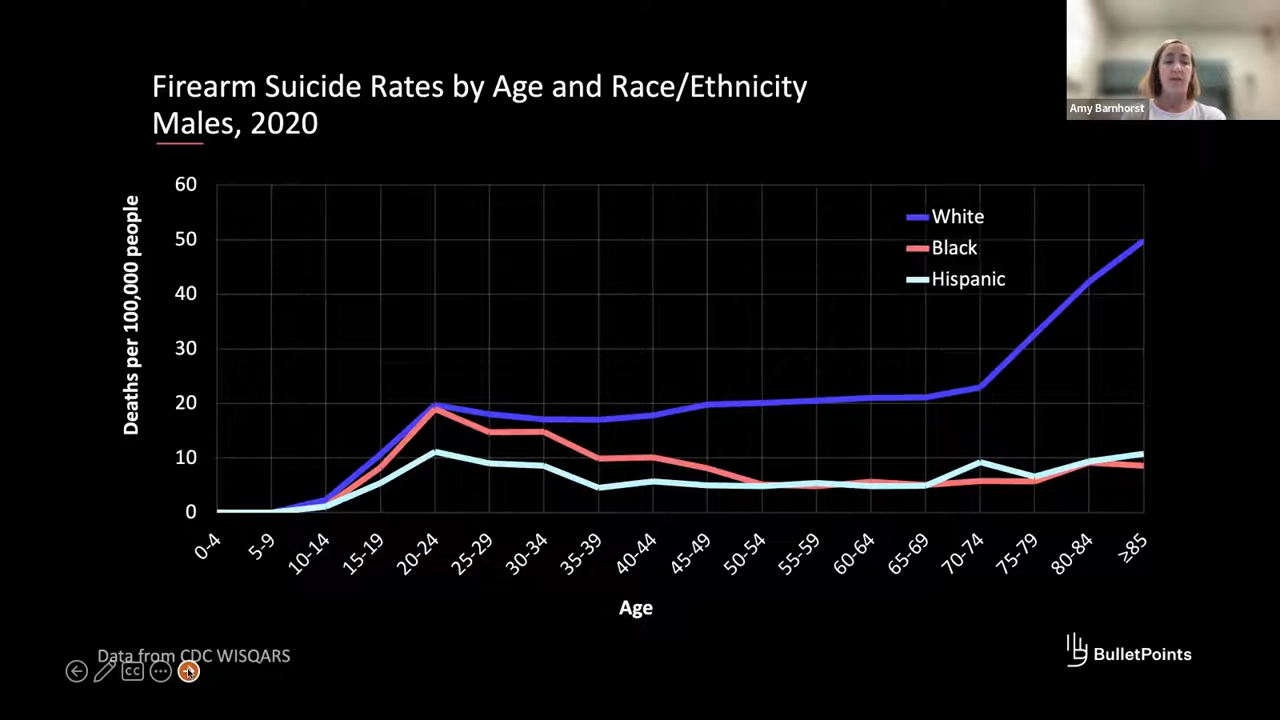 Firearm Suicide Rates by Age and Race/Ethnicity
Males, 2020
Amy Barnhorst
Deaths per 100,000 people
60
50
40
30
20
10
0
White
Black
Hispanic
0-4
5-9
10-14
15-19
20-24
25-29
30-34
35-39
40-44
45-49
50-54
55-59
60-64
65-69
70-74
75-79
80-84
≥85
Age
Data from CDC WISQARS
CC
BulletPoints